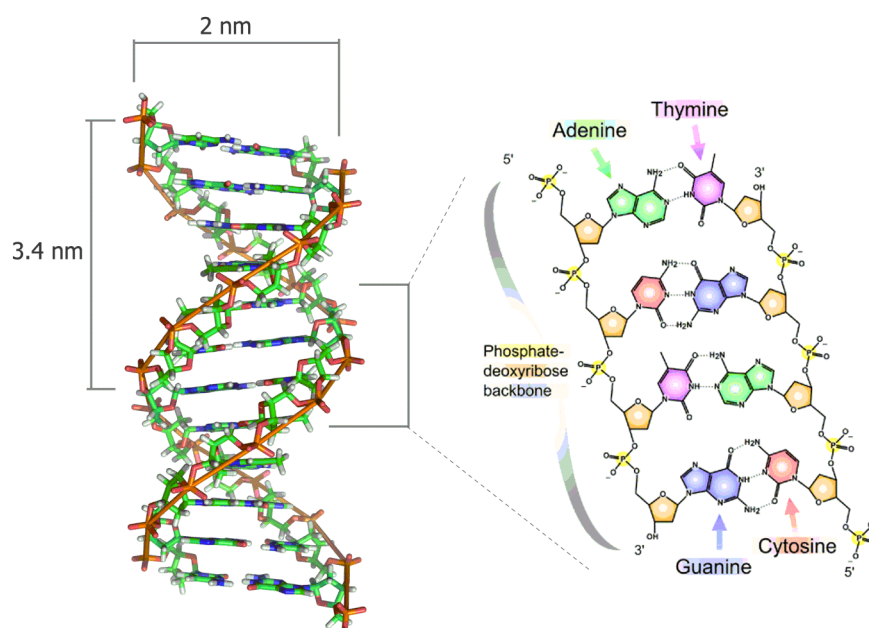 2 nm
3.4 nm
Thymine
Adenine
5'
3'
Phosphate-
deoxyribose
backbone
3'
Guanine
Cytosine
5'